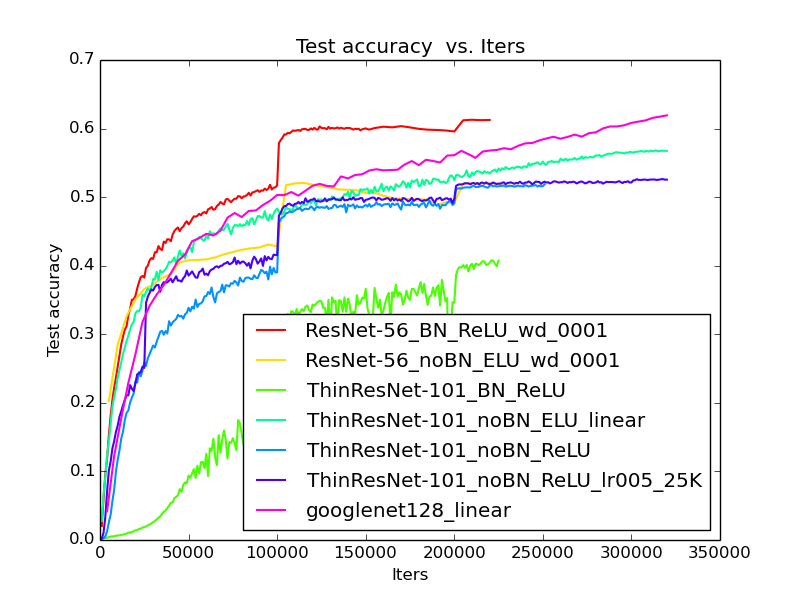 Test accuracy  vs. Iters
0.7
0.6
0.5
0.4
0.3
0.2
0.1
0.0
Test accuracy
ResNet-56_BN_ReLU_wd_0001
ResNet-56_noBN_ELU_wd_0001
ThinResNet-101_BN_ReLU
ThinResNet-101_noBN_ELU_linear
ThinResNet-101_noBN_ReLU
ThinResNet-101_noBN_ReLU_lr005_25K
googlenet128_linear
0 50000 100000 150000 200000 250000 300000 350000
Iters